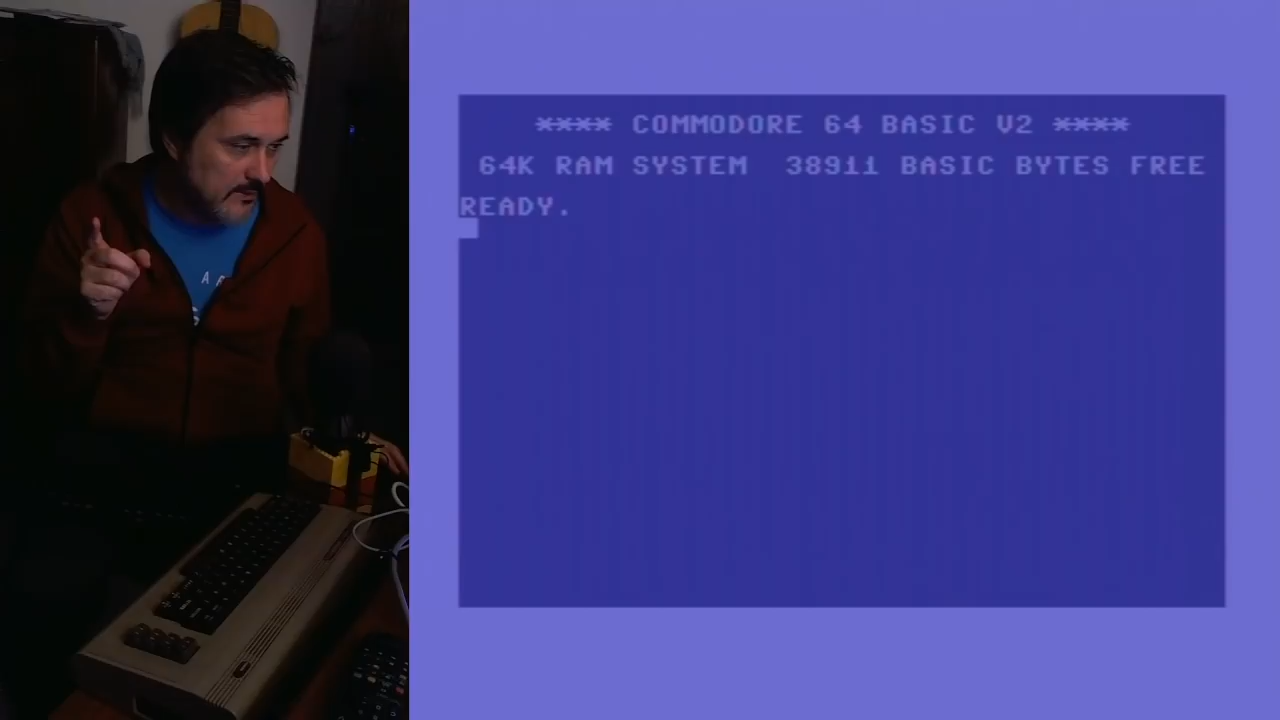 **** COMMODORE 64 BASIC V2 ****
64K RAM SYSTEM  38911 BASIC BYTES FREE
READY.